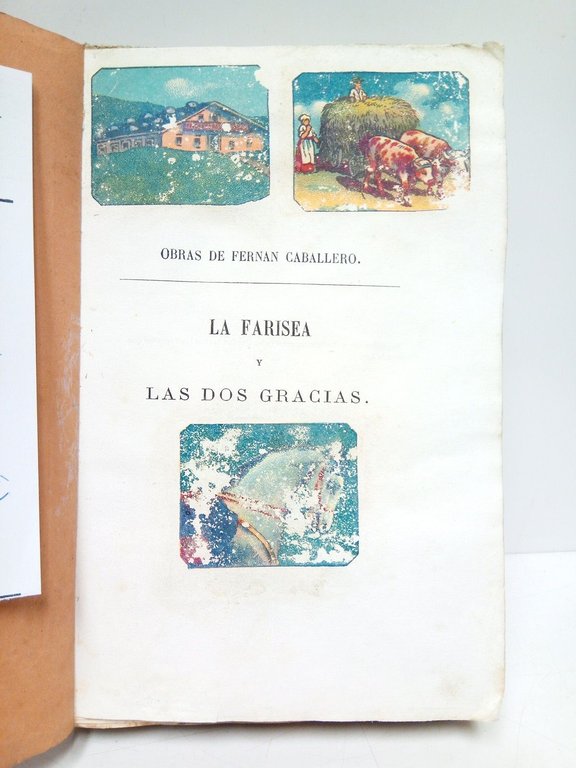 OBRAS DE FERNAN CABALLERO.
LA FARISEA
Y
LAS DOS GRACIAS.